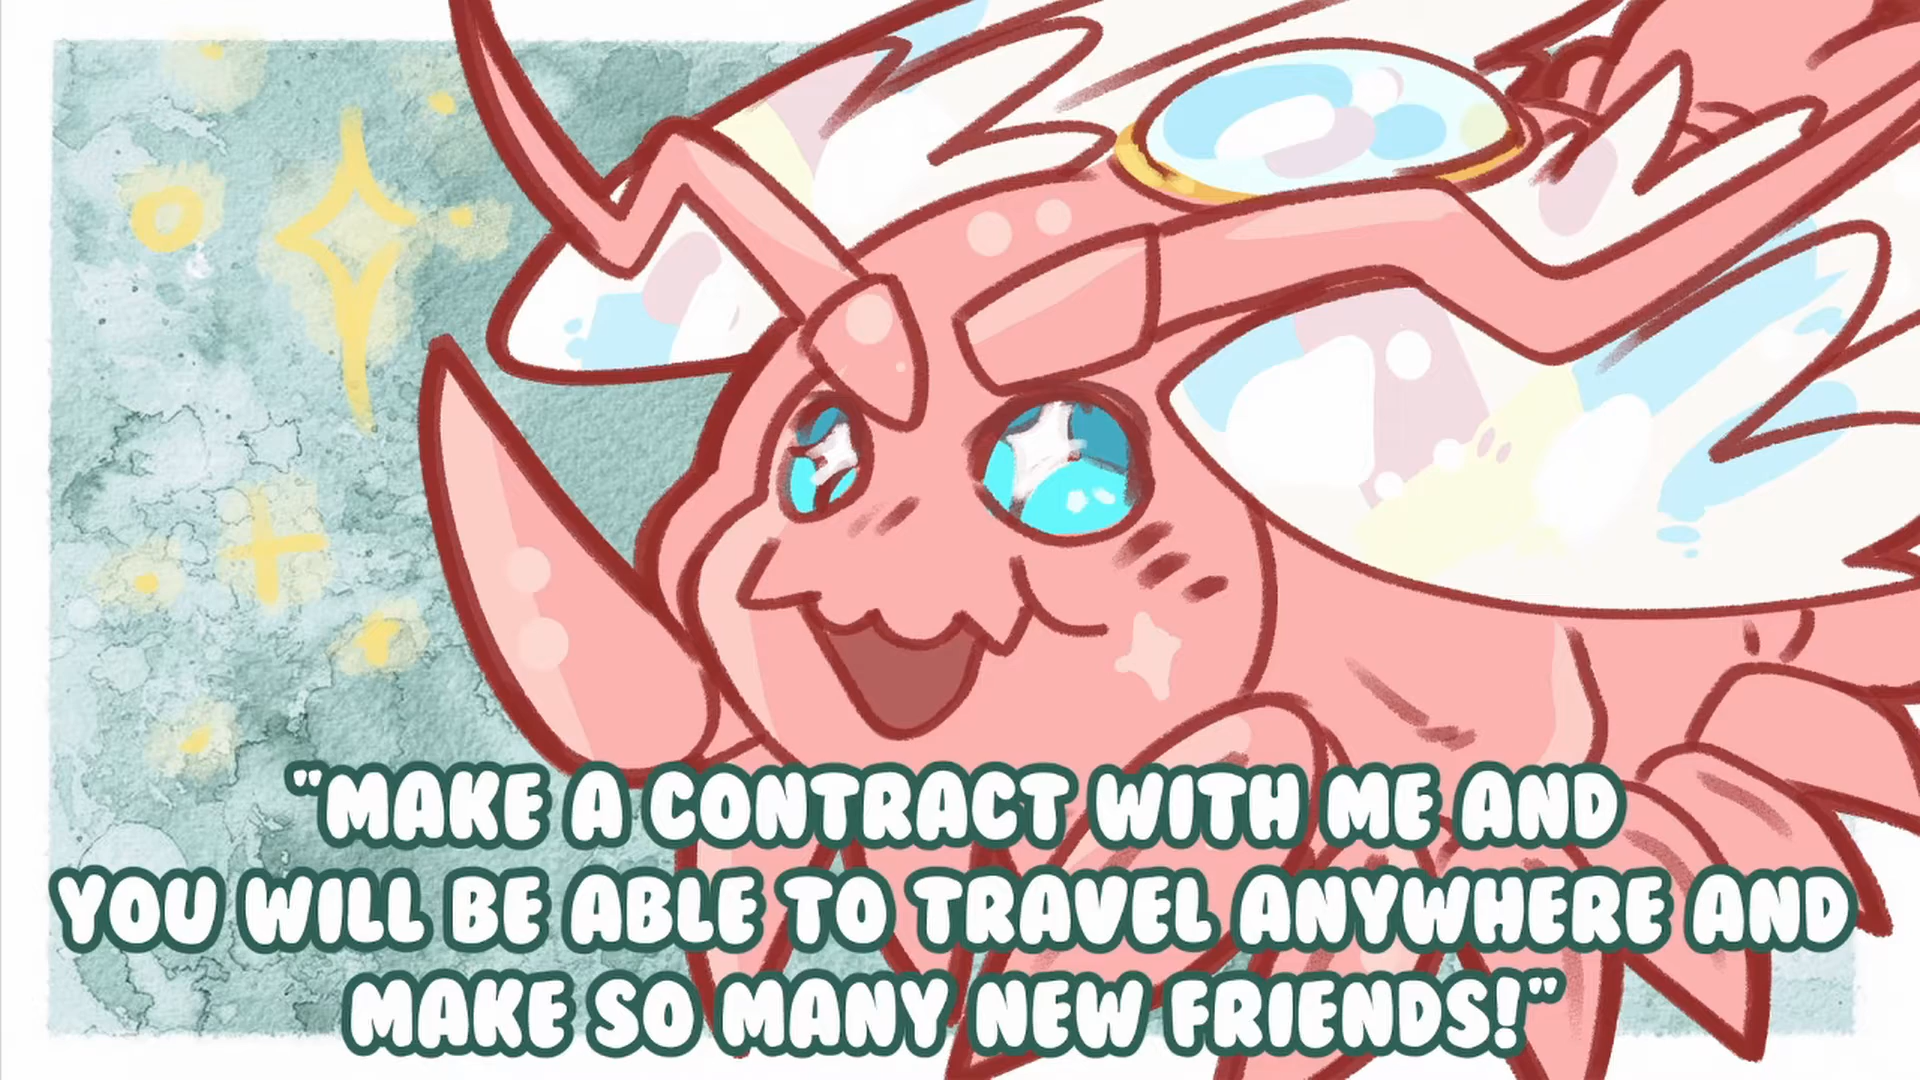 "MAKE A CONTRACT WITH ME AND
YOU WILL BE ABLE TO TRAVEL ANYWHERE AND
MAKE SO MANY NEW FRIENDS!"